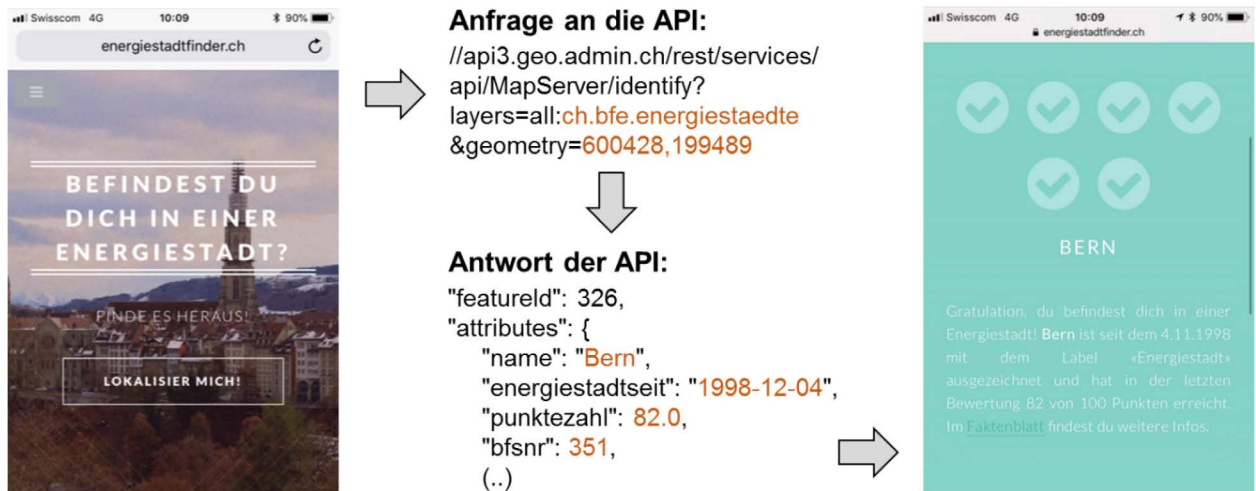 Swisscom 4G 10:09 90%
energiestadtfinder.ch
BEFINDEST DU
DICH IN EINER
ENERGIESTADT?
FINDE ES HERAUS!
LOKALISIER MICH!
Anfrage an die API:
//api3.geo.admin.ch/rest/services/
api/MapServer/identify?
layers=all:ch.bfe.energiestaedte
&geometry=600428,199489
Antwort der API:
"featureId": 326,
"attributes": {
"name": "Bern",
"energiestadtseit": "1998-12-04",
"punktezahl": 82.0,
"bfsnr": 351,
(..)
Swisscom 4G 10:09 90%
energiestadtfinder.ch
BERN
Gratulation, du befindest dich in einer
Energiestadt! Bern ist seit dem 4.11.1998
mit dem Label «Energiestadt»
ausgezeichnet und hat in der letzten
Bewertung 82 von 100 Punkten erreicht.
Im Faktenblatt findest du weitere Infos.